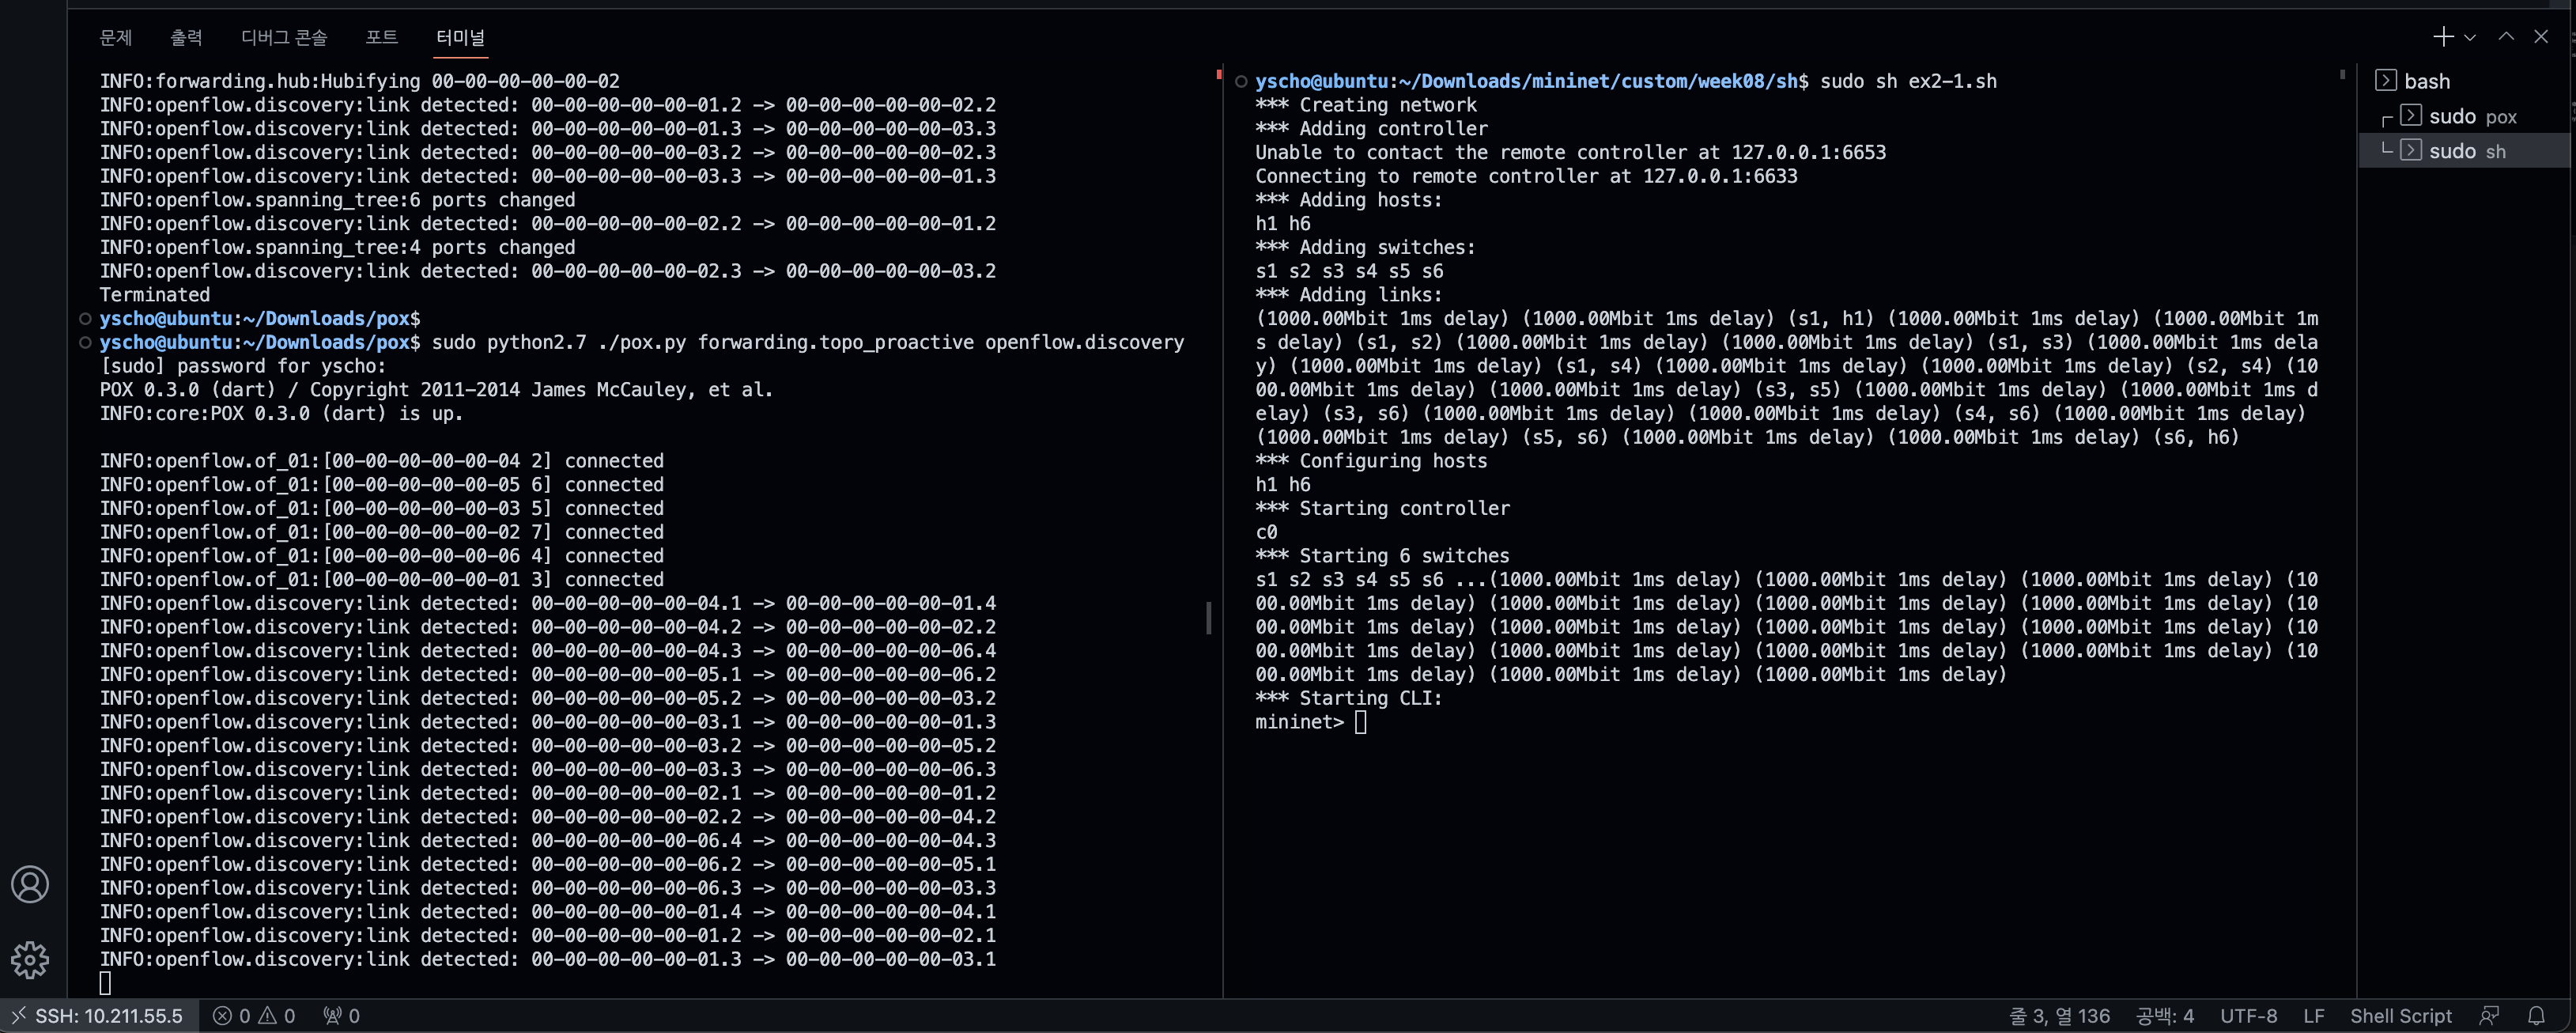 문제 출력 디버그 콘솔 포트 터미널
INFO:forwarding.hub:Hubifying 00-00-00-00-00-02
INFO:openflow.discovery:link detected: 00-00-00-00-00-01.2 -> 00-00-00-00-00-02.2
INFO:openflow.discovery:link detected: 00-00-00-00-00-01.3 -> 00-00-00-00-00-03.3
INFO:openflow.discovery:link detected: 00-00-00-00-00-03.2 -> 00-00-00-00-00-02.3
INFO:openflow.discovery:link detected: 00-00-00-00-00-03.3 -> 00-00-00-00-00-01.3
INFO:openflow.spanning_tree:6 ports changed
INFO:openflow.discovery:link detected: 00-00-00-00-00-02.2 -> 00-00-00-00-00-01.2
INFO:openflow.spanning_tree:4 ports changed
INFO:openflow.discovery:link detected: 00-00-00-00-00-02.3 -> 00-00-00-00-00-03.2
Terminated
yscho@ubuntu:~/Downloads/pox$
yscho@ubuntu:~/Downloads/pox$ sudo python2.7 ./pox.py forwarding.topo_proactive openflow.discovery
[sudo] password for yscho:
POX 0.3.0 (dart) / Copyright 2011-2014 James McCauley, et al.
INFO:core:POX 0.3.0 (dart) is up.
INFO:openflow.of_01:[00-00-00-00-00-04 2] connected
INFO:openflow.of_01:[00-00-00-00-00-05 6] connected
INFO:openflow.of_01:[00-00-00-00-00-03 5] connected
INFO:openflow.of_01:[00-00-00-00-00-02 7] connected
INFO:openflow.of_01:[00-00-00-00-00-06 4] connected
INFO:openflow.of_01:[00-00-00-00-00-01 3] connected
INFO:openflow.discovery:link detected: 00-00-00-00-00-04.1 -> 00-00-00-00-00-01.4
INFO:openflow.discovery:link detected: 00-00-00-00-00-04.2 -> 00-00-00-00-00-02.2
INFO:openflow.discovery:link detected: 00-00-00-00-00-04.3 -> 00-00-00-00-00-06.4
INFO:openflow.discovery:link detected: 00-00-00-00-00-05.1 -> 00-00-00-00-00-06.2
INFO:openflow.discovery:link detected: 00-00-00-00-00-05.2 -> 00-00-00-00-00-03.2
INFO:openflow.discovery:link detected: 00-00-00-00-00-03.1 -> 00-00-00-00-00-01.3
INFO:openflow.discovery:link detected: 00-00-00-00-00-03.2 -> 00-00-00-00-00-05.2
INFO:openflow.discovery:link detected: 00-00-00-00-00-03.3 -> 00-00-00-00-00-06.3
INFO:openflow.discovery:link detected: 00-00-00-00-00-02.1 -> 00-00-00-00-00-01.2
INFO:openflow.discovery:link detected: 00-00-00-00-00-02.2 -> 00-00-00-00-00-04.2
INFO:openflow.discovery:link detected: 00-00-00-00-00-06.4 -> 00-00-00-00-00-04.3
INFO:openflow.discovery:link detected: 00-00-00-00-00-06.2 -> 00-00-00-00-00-05.1
INFO:openflow.discovery:link detected: 00-00-00-00-00-06.3 -> 00-00-00-00-00-03.3
INFO:openflow.discovery:link detected: 00-00-00-00-00-01.4 -> 00-00-00-00-00-04.1
INFO:openflow.discovery:link detected: 00-00-00-00-00-01.2 -> 00-00-00-00-00-02.1
INFO:openflow.discovery:link detected: 00-00-00-00-00-01.3 -> 00-00-00-00-00-03.1
yscho@ubuntu:~/Downloads/mininet/custom/week08/sh$ sudo sh ex2-1.sh
*** Creating network
*** Adding controller
Unable to contact the remote controller at 127.0.0.1:6653
Connecting to remote controller at 127.0.0.1:6633
*** Adding hosts:
h1 h6
*** Adding switches:
s1 s2 s3 s4 s5 s6
*** Adding links:
(1000.00Mbit 1ms delay) (1000.00Mbit 1ms delay) (s1, h1) (1000.00Mbit 1ms delay) (1000.00Mbit 1m
s delay) (s1, s2) (1000.00Mbit 1ms delay) (1000.00Mbit 1ms delay) (s1, s3) (1000.00Mbit 1ms dela
y) (1000.00Mbit 1ms delay) (s1, s4) (1000.00Mbit 1ms delay) (1000.00Mbit 1ms delay) (s2, s4) (10
00.00Mbit 1ms delay) (1000.00Mbit 1ms delay) (s3, s5) (1000.00Mbit 1ms delay) (1000.00Mbit 1ms d
elay) (s3, s6) (1000.00Mbit 1ms delay) (1000.00Mbit 1ms delay) (s4, s6) (1000.00Mbit 1ms delay)
(1000.00Mbit 1ms delay) (s5, s6) (1000.00Mbit 1ms delay) (1000.00Mbit 1ms delay) (s6, h6)
*** Configuring hosts
h1 h6
*** Starting controller
c0
*** Starting 6 switches
s1 s2 s3 s4 s5 s6 ...(1000.00Mbit 1ms delay) (1000.00Mbit 1ms delay) (1000.00Mbit 1ms delay) (10
00.00Mbit 1ms delay) (1000.00Mbit 1ms delay) (1000.00Mbit 1ms delay) (1000.00Mbit 1ms delay) (10
00.00Mbit 1ms delay) (1000.00Mbit 1ms delay) (1000.00Mbit 1ms delay) (1000.00Mbit 1ms delay) (10
00.00Mbit 1ms delay) (1000.00Mbit 1ms delay) (1000.00Mbit 1ms delay) (1000.00Mbit 1ms delay) (10
00.00Mbit 1ms delay) (1000.00Mbit 1ms delay) (1000.00Mbit 1ms delay)
*** Starting CLI:
mininet>
bash
sudo pox
sudo sh
SSH: 10.211.55.5 0 0 0 줄 3, 열 136 공백: 4 UTF-8 LF Shell Script